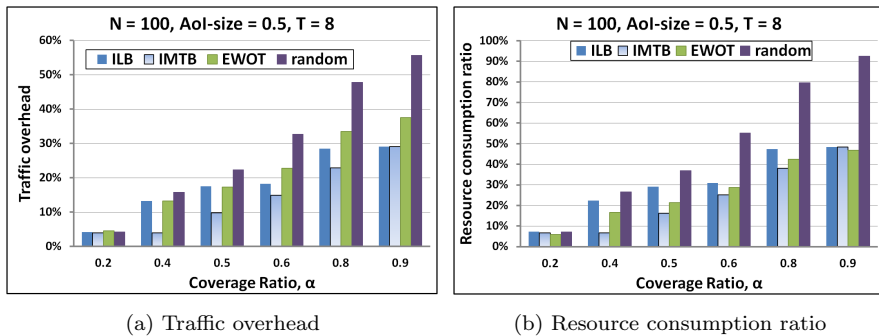 N = 100, AoI-size = 0.5, T = 8
60%
50%
40%
30%
20%
10%
0%
Traffic overhead
ILB IMTB EWOT random
0.2 0.4 0.5 0.6 0.8 0.9
Coverage Ratio, α
(a) Traffic overhead
N = 100, AoI-size = 0.5, T = 8
100%
90%
80%
70%
60%
50%
40%
30%
20%
10%
0%
Resource consumption ratio
ILB IMTB EWOT random
0.2 0.4 0.5 0.6 0.8 0.9
Coverage Ratio, α
(b) Resource consumption ratio